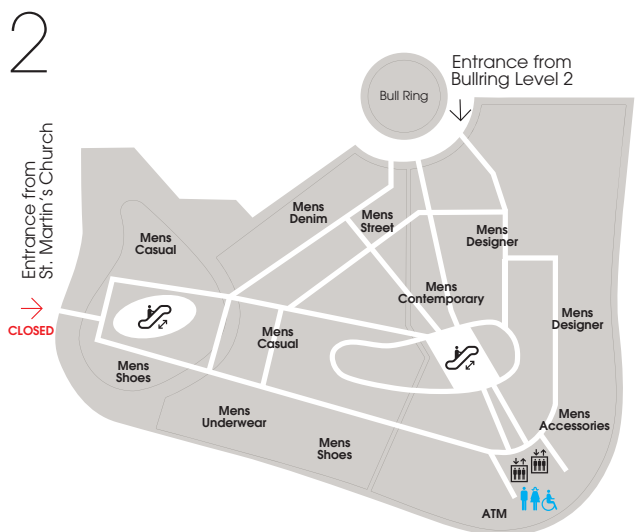 2
Entrance from
Bullring Level 2
Bull Ring
Entrance from
St. Martin's Church
CLOSED
Mens
Denim
Mens
Street
Mens
Casual
Mens
Designer
Mens
Contemporary
Mens
Designer
Mens
Casual
Mens
Shoes
Mens
Underwear
Mens
Shoes
Mens
Accessories
ATM